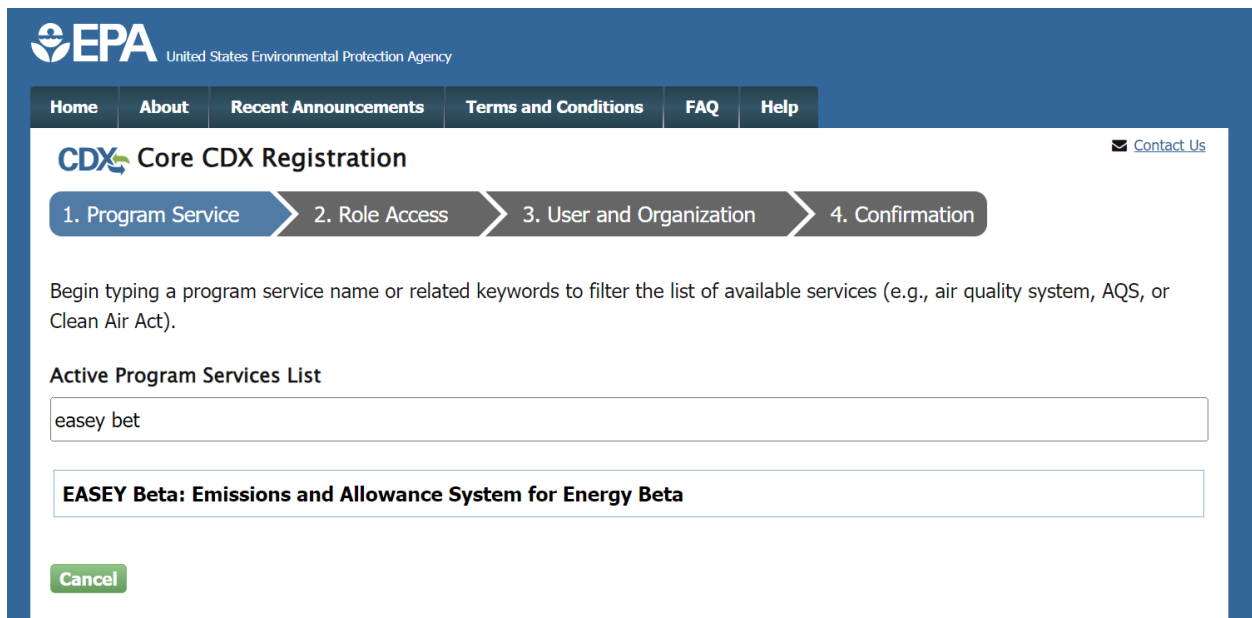 EPA United States Environmental Protection Agency
Home About Recent Announcements Terms and Conditions FAQ Help
CDX Core CDX Registration
Contact Us
1. Program Service 2. Role Access 3. User and Organization 4. Confirmation
Begin typing a program service name or related keywords to filter the list of available services (e.g., air quality system, AQS, or
Clean Air Act).
Active Program Services List
easey bet
EASEY Beta: Emissions and Allowance System for Energy Beta
Cancel